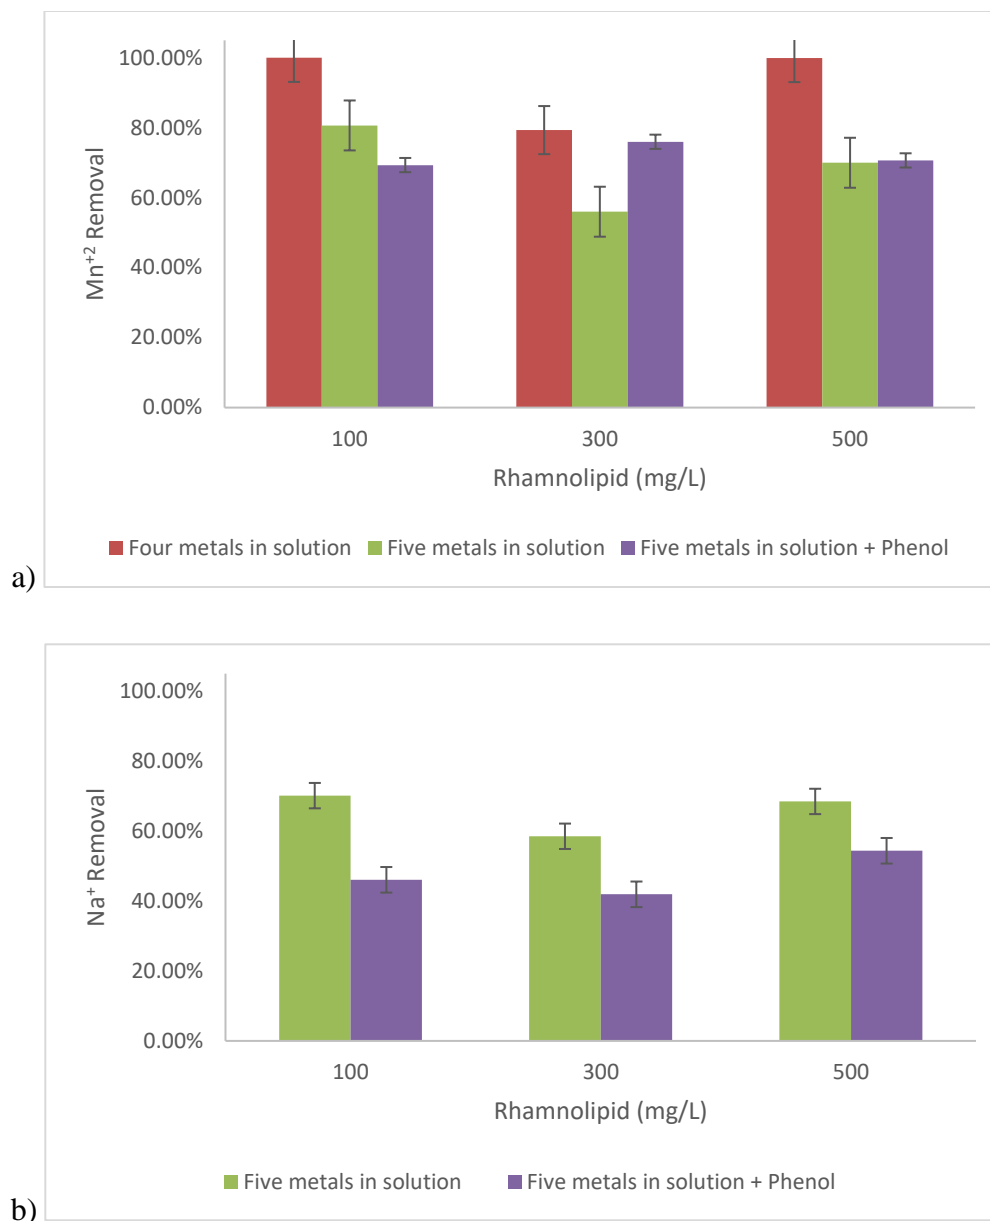 100.00%
80.00%
60.00%
40.00%
20.00%
0.00%
Mn+2 Removal
100 300 500
Rhamnolipid (mg/L)
Four metals in solution Five metals in solution Five metals in solution + Phenol
a)
100.00%
80.00%
60.00%
40.00%
20.00%
0.00%
Na+ Removal
100 300 500
Rhamnolipid (mg/L)
Five metals in solution Five metals in solution + Phenol
b)